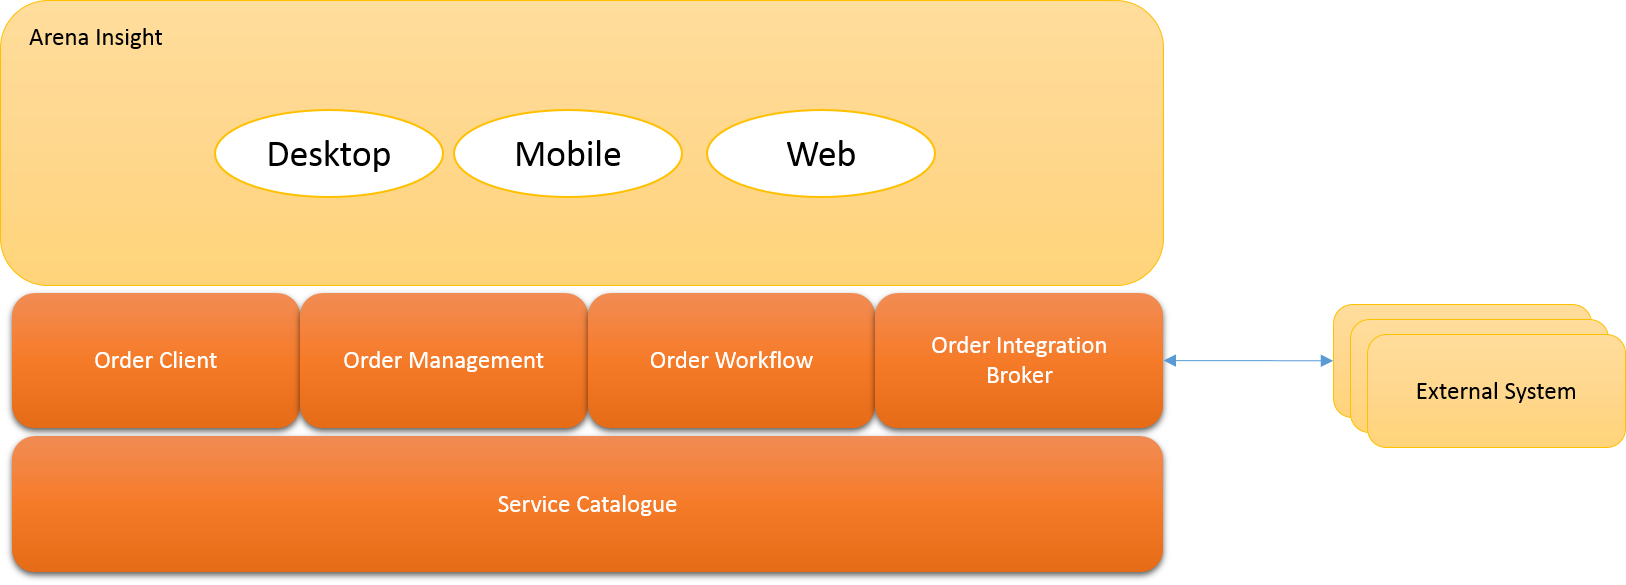 Arena Insight
Desktop
Mobile
Web
Order Client
Order Management
Order Workflow
Order Integration
Broker
External System
Service Catalogue